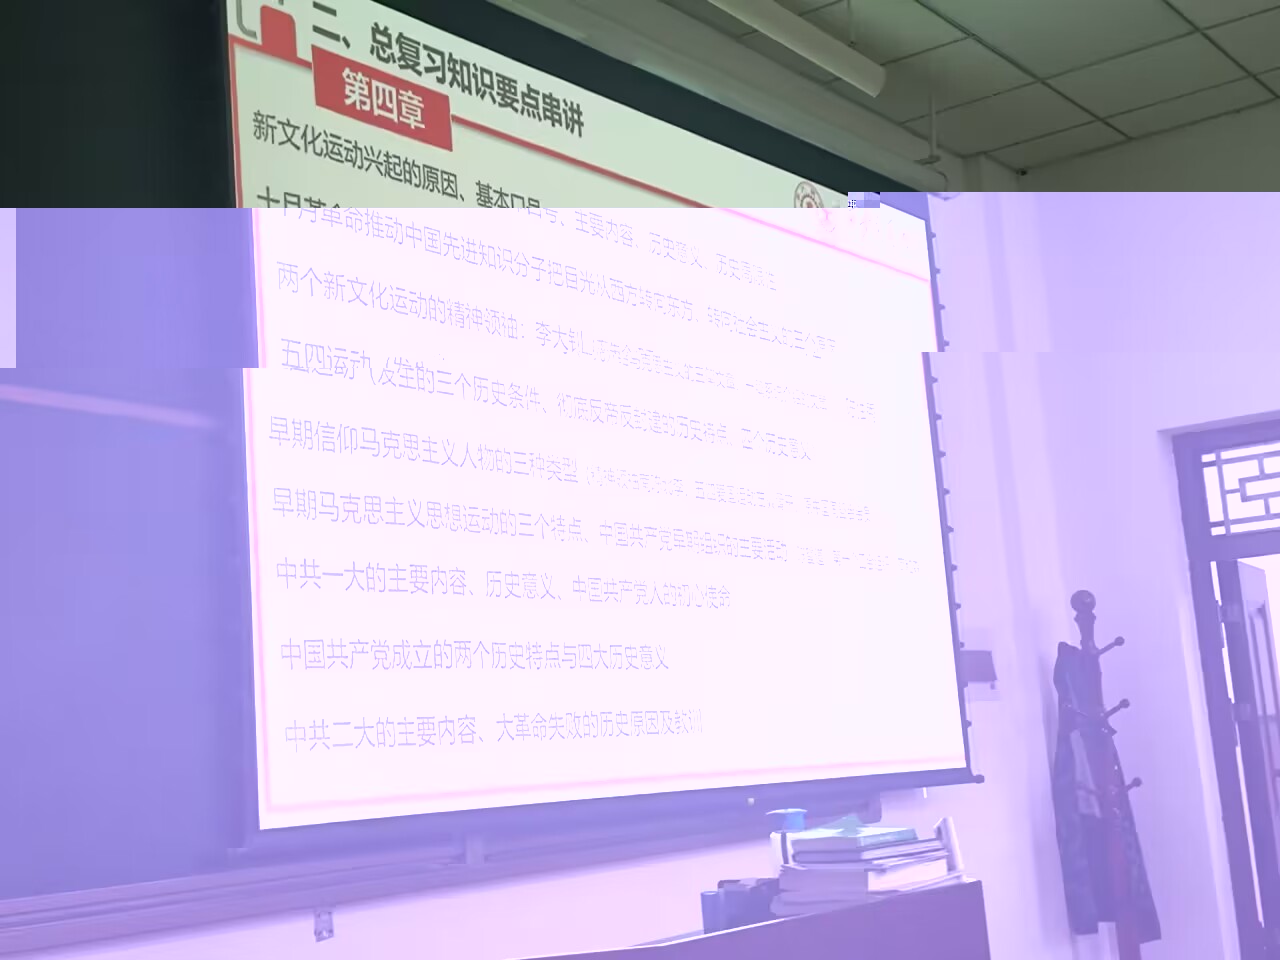 二、总复习知识要点串讲
第四章
新文化运动兴起的原因、基本口号、主要内容、历史意义、历史局限性
十月革命推动中国先进知识分子把目光从西方转向东方、转向社会主义的三个原因
两个新文化运动的精神领袖：李大钊
五四运动发生的三个历史条件、彻底反帝反封建的历史特点、五个历史意义
早期信仰马克思主义人物的三种类型
早期马克思主义思想运动的三个特点、中国共产党早期组织的主要活动
中共一大的主要内容、历史意义、中国共产党人的初心使命
中国共产党成立的两个历史特点与四大历史意义
中共二大的主要内容、大革命失败的历史原因及教训